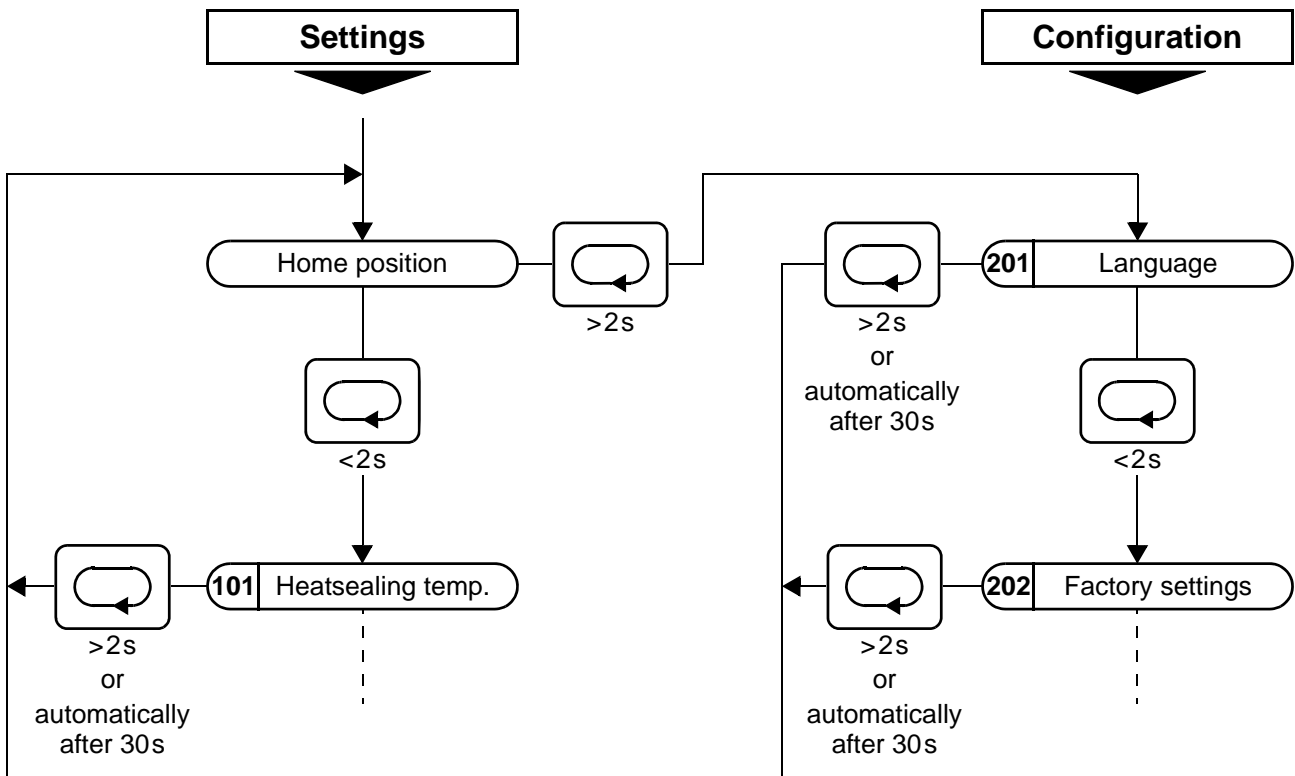 Settings
Configuration
Home position
>2s
>2s
or
automatically
after 30s
201 Language
<2s
<2s
101 Heatsealing temp.
>2s
or
automatically
after 30s
>2s
or
automatically
after 30s
202 Factory settings